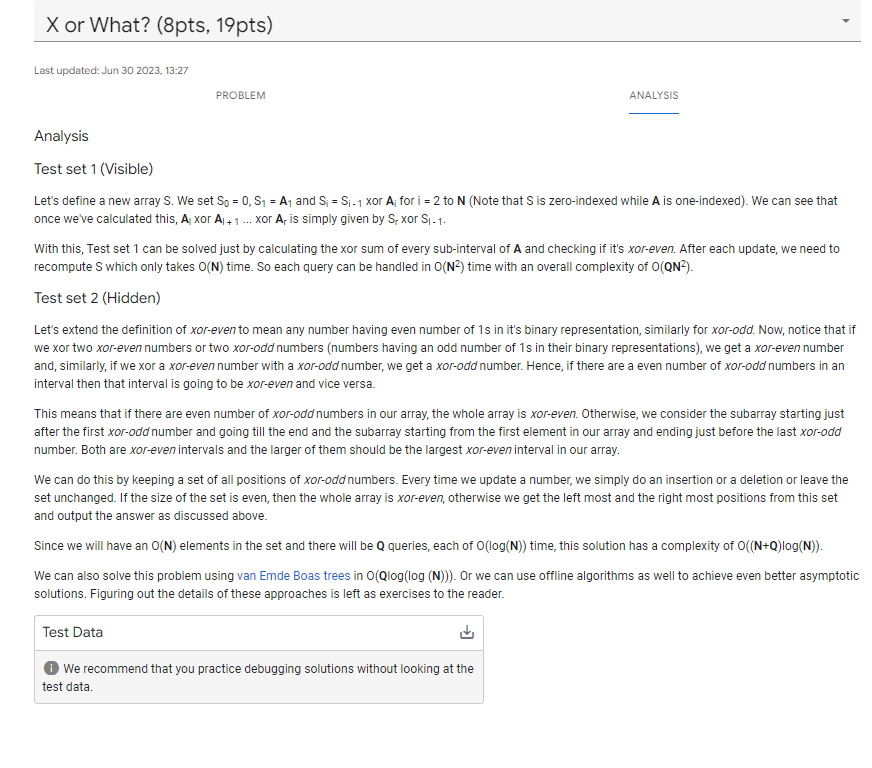 X or What? (8pts, 19pts)
Last updated: Jun 30 2023, 13:27
PROBLEM
ANALYSIS
Analysis
Test set 1 (Visible)
Let's define a new array S. We set S₀ = 0, S₁ = A₁ and Sᵢ = Sᵢ₋₁ xor Aᵢ for i = 2 to N (Note that S is zero-indexed while A is one-indexed). We can see that
once we've calculated this, Aₗ xor Aₗ₊₁ ... xor Aᵣ is simply given by Sᵣ xor Sₗ₋₁.
With this, Test set 1 can be solved just by calculating the xor sum of every sub-interval of A and checking if it's xor-even. After each update, we need to
recompute S which only takes O(N) time. So each query can be handled in O(N²) time with an overall complexity of O(QN²).
Test set 2 (Hidden)
Let's extend the definition of xor-even to mean any number having even number of 1s in it's binary representation, similarly for xor-odd. Now, notice that if
we xor two xor-even numbers or two xor-odd numbers (numbers having an odd number of 1s in their binary representations), we get a xor-even number
and, similarly, if we xor a xor-even number with a xor-odd number, we get a xor-odd number. Hence, if there are a even number of xor-odd numbers in an
interval then that interval is going to be xor-even and vice versa.
This means that if there are even number of xor-odd numbers in our array, the whole array is xor-even. Otherwise, we consider the subarray starting just
after the first xor-odd number and going till the end and the subarray starting from the first element in our array and ending just before the last xor-odd
number. Both are xor-even intervals and the larger of them should be the largest xor-even interval in our array.
We can do this by keeping a set of all positions of xor-odd numbers. Every time we update a number, we simply do an insertion or a deletion or leave the
set unchanged. If the size of the set is even, then the whole array is xor-even, otherwise we get the left most and the right most positions from this set
and output the answer as discussed above.
Since we will have an O(N) elements in the set and there will be Q queries, each of O(log(N)) time, this solution has a complexity of O((N+Q)log(N)).
We can also solve this problem using van Emde Boas trees in O(Qlog(log (N))). Or we can use offline algorithms as well to achieve even better asymptotic
solutions. Figuring out the details of these approaches is left as exercises to the reader.
Test Data
We recommend that you practice debugging solutions without looking at the
test data.